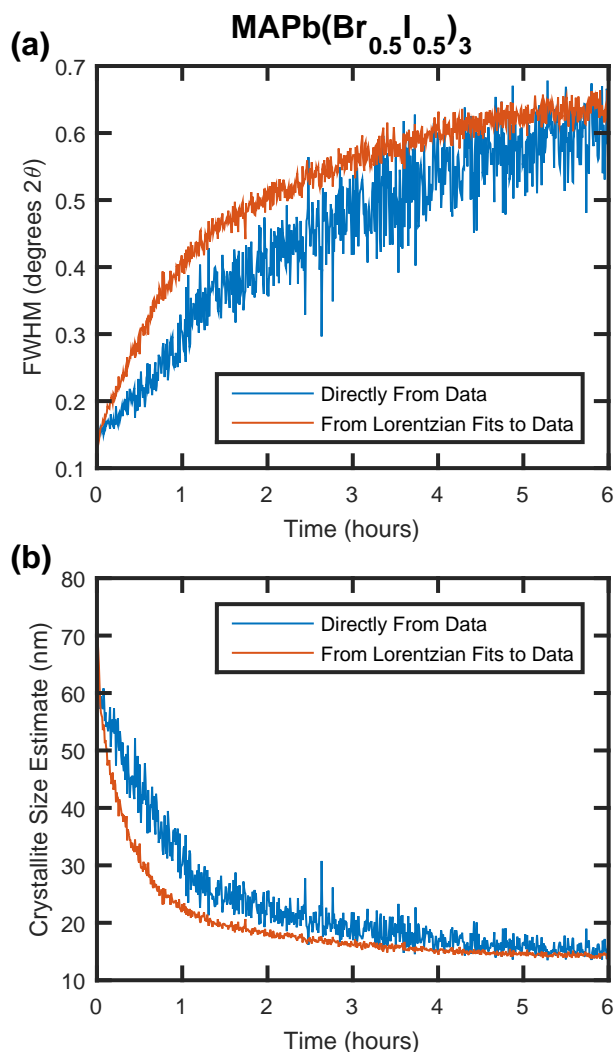 MAPb(Br0.5I0.5)3
(a)
0.7
0.6
0.5
0.4
0.3
0.2
0.1
FWHM (degrees 2θ)
Directly From Data
From Lorentzian Fits to Data
0 1 2 3 4 5 6
Time (hours)
(b)
80
70
60
50
40
30
20
10
Crystallite Size Estimate (nm)
Directly From Data
From Lorentzian Fits to Data
0 1 2 3 4 5 6
Time (hours)